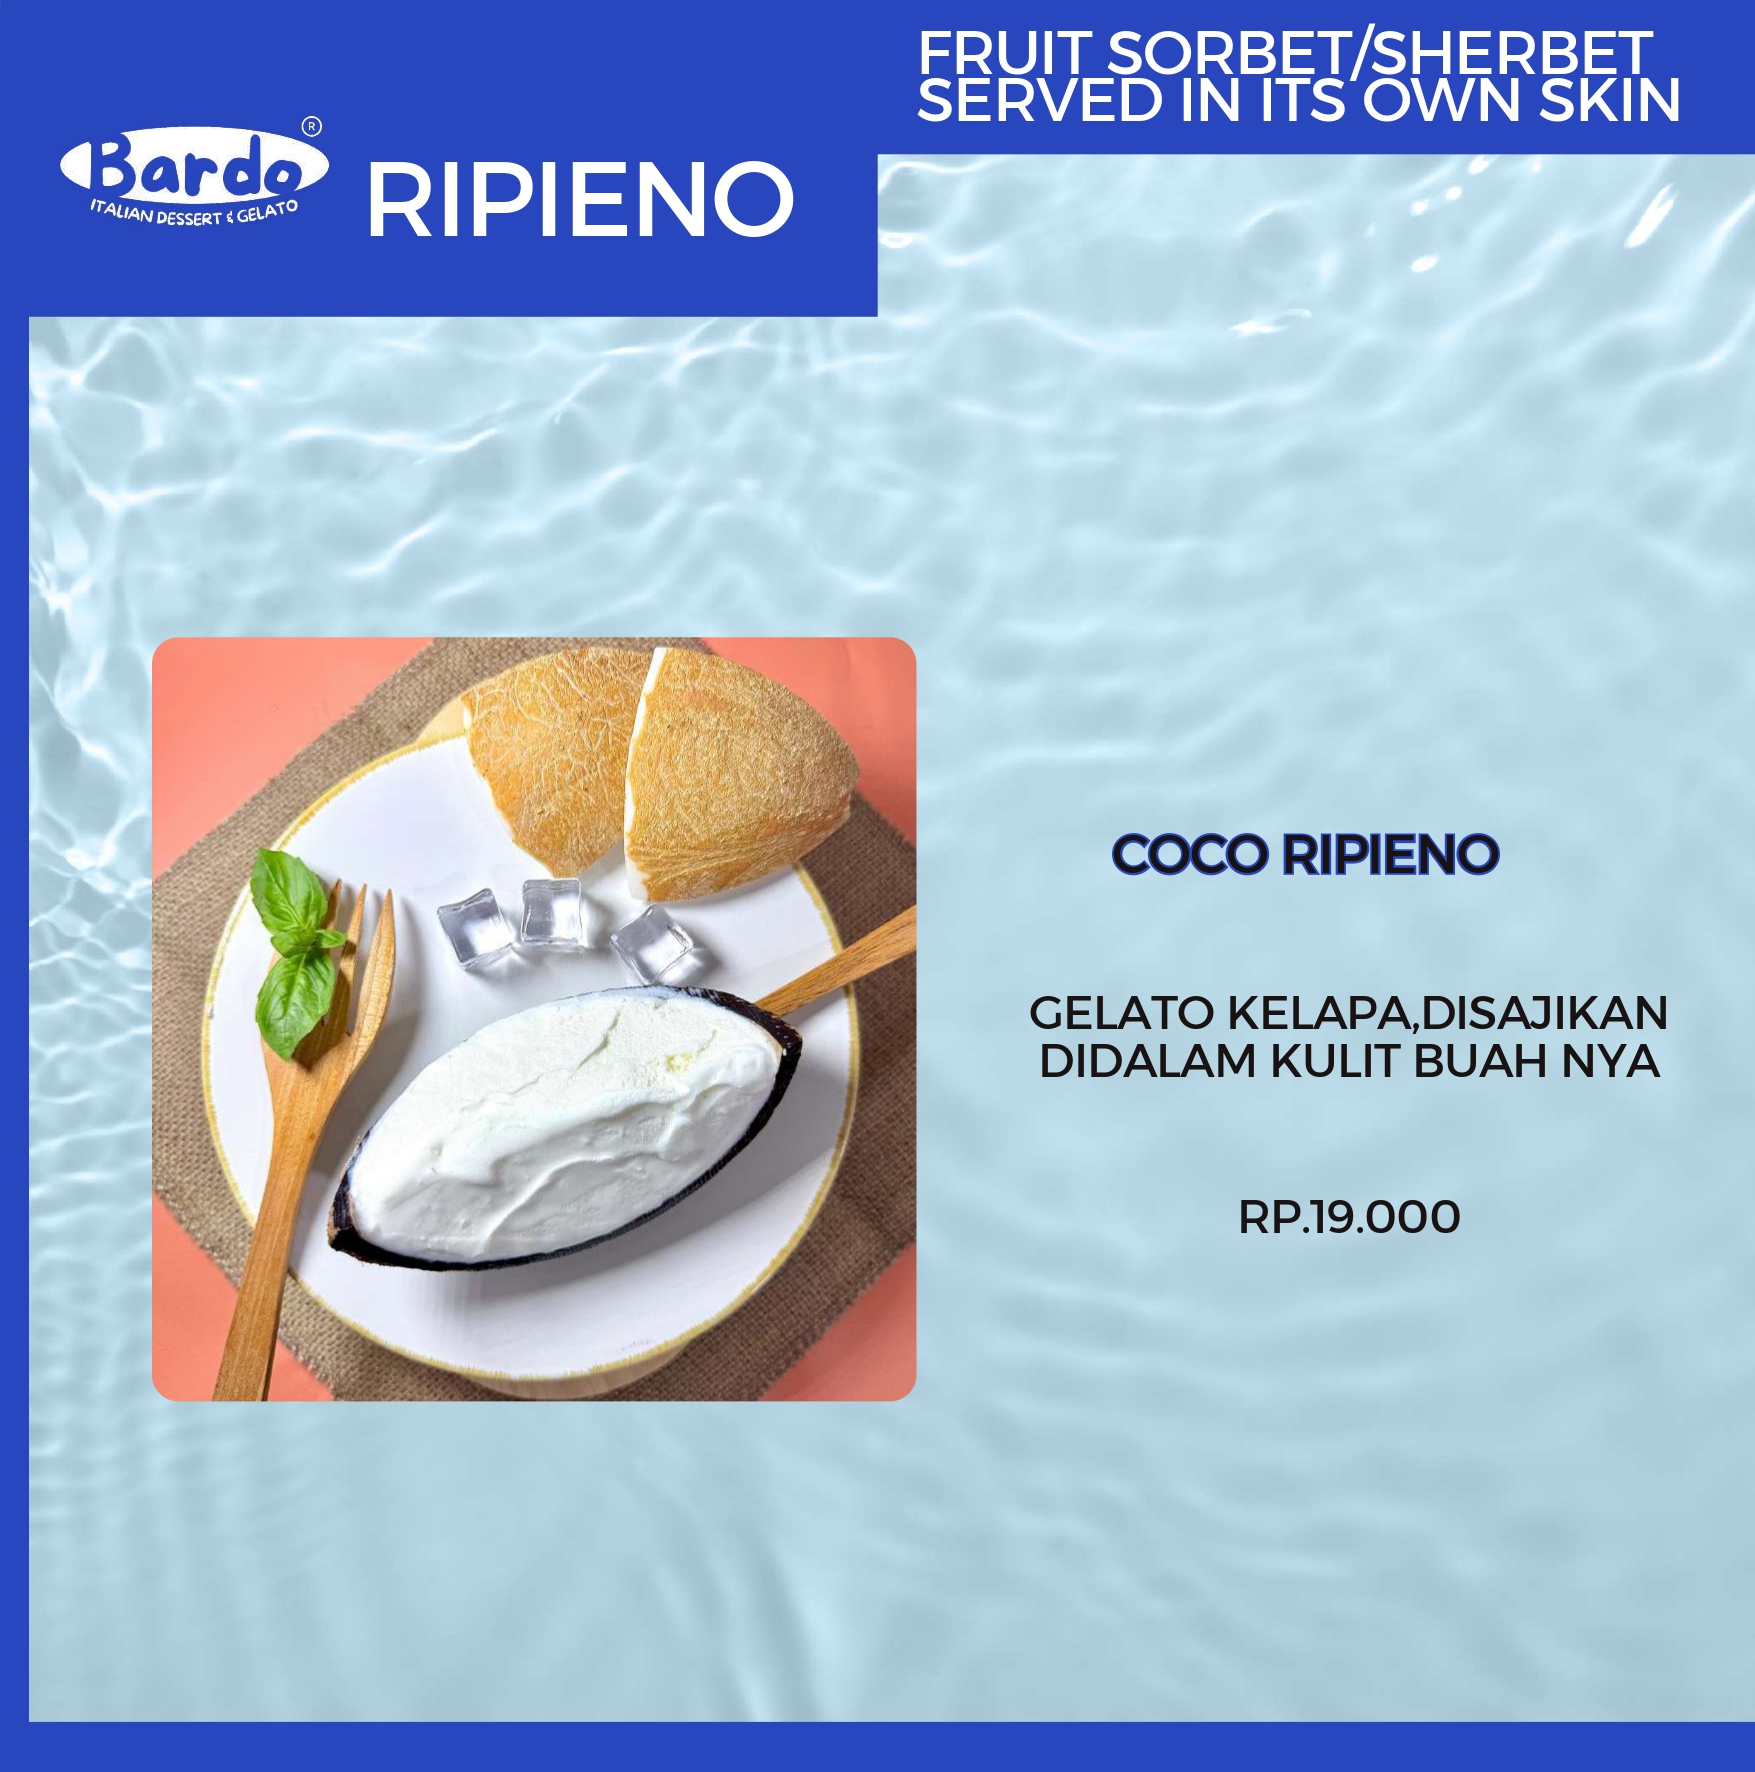 FRUIT SORBET/SHERBET
SERVED IN ITS OWN SKIN
Bardo ®
ITALIAN DESSERT & GELATO
RIPIENO
COCO RIPIENO
GELATO KELAPA,DISAJIKAN
DIDALAM KULIT BUAH NYA
RP.19.000